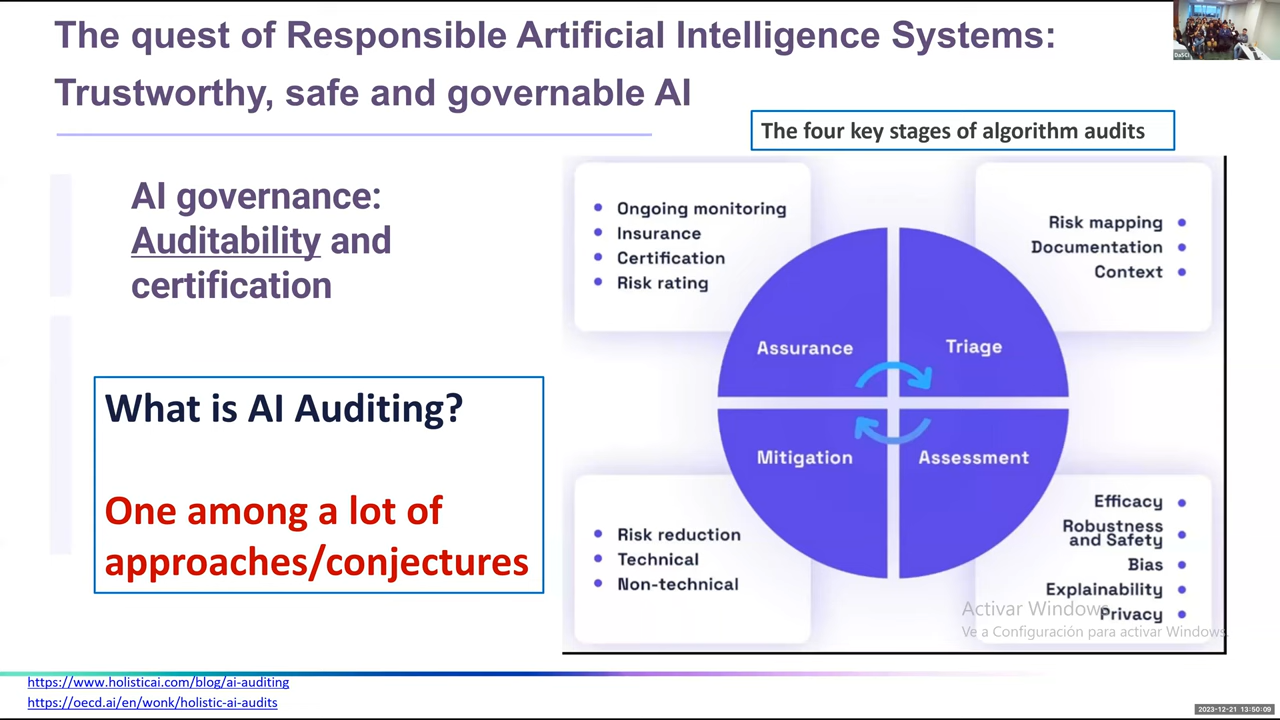 The quest of Responsible Artificial Intelligence Systems:
Trustworthy, safe and governable AI
The four key stages of algorithm audits
AI governance:
Auditability and
certification
What is AI Auditing?
One among a lot of
approaches/conjectures
Ongoing monitoring
Insurance
Certification
Risk rating
Risk mapping
Documentation
Context
Assurance
Triage
Mitigation
Assessment
Risk reduction
Technical
Non-technical
Efficacy
Robustness
and Safety
Bias
Explainability
Privacy
Activar Windows
Ve a Configuración para activar Windows.
https://www.holisticai.com/blog/ai-auditing
https://oecd.ai/en/wonk/holistic-ai-audits
DaSCI
2023-12-21 13:50:09